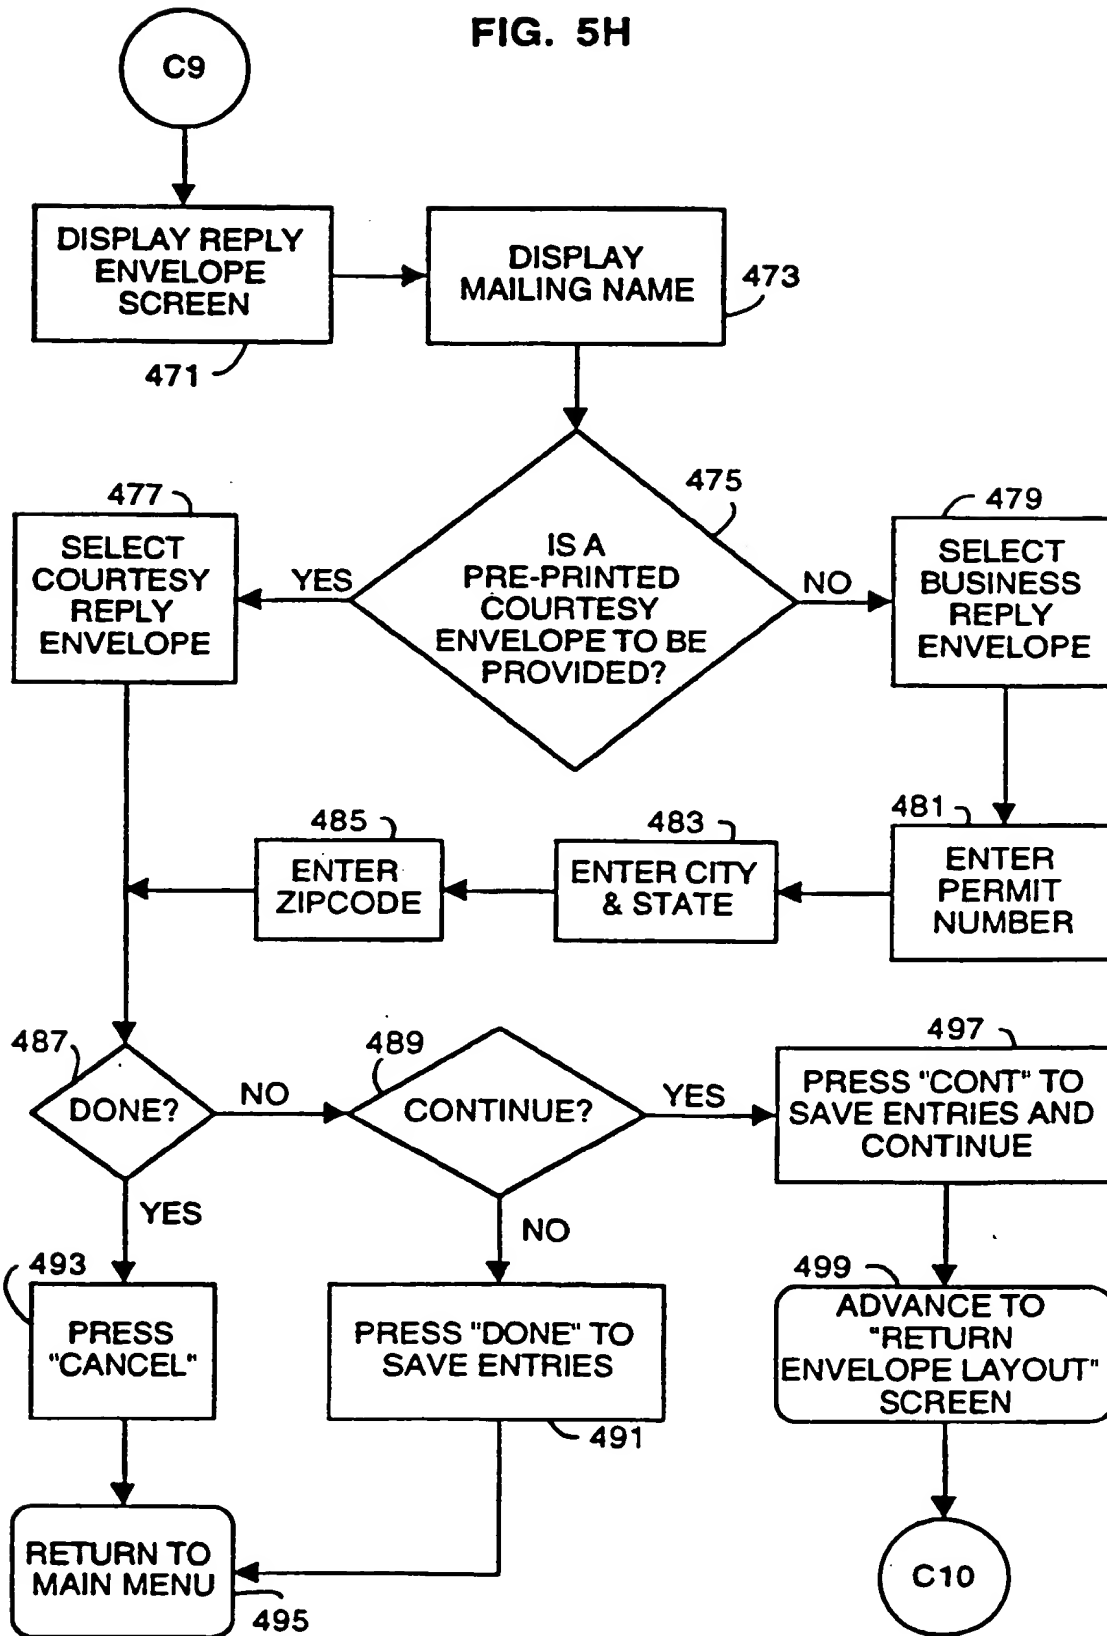 FIG. 5H
C9
DISPLAY REPLY
ENVELOPE
SCREEN
471
DISPLAY
MAILING NAME
473
475
IS A
PRE-PRINTED
COURTESY
ENVELOPE TO BE
PROVIDED?
YES
NO
477
SELECT
COURTESY
REPLY
ENVELOPE
479
SELECT
BUSINESS
REPLY
ENVELOPE
481
ENTER
PERMIT
NUMBER
483
ENTER CITY
& STATE
485
ENTER
ZIPCODE
487
DONE?
NO
YES
489
CONTINUE?
YES
NO
497
PRESS "CONT" TO
SAVE ENTRIES AND
CONTINUE
493
PRESS
"CANCEL"
PRESS "DONE" TO
SAVE ENTRIES
491
499
ADVANCE TO
"RETURN
ENVELOPE LAYOUT"
SCREEN
RETURN TO
MAIN MENU
495
C10